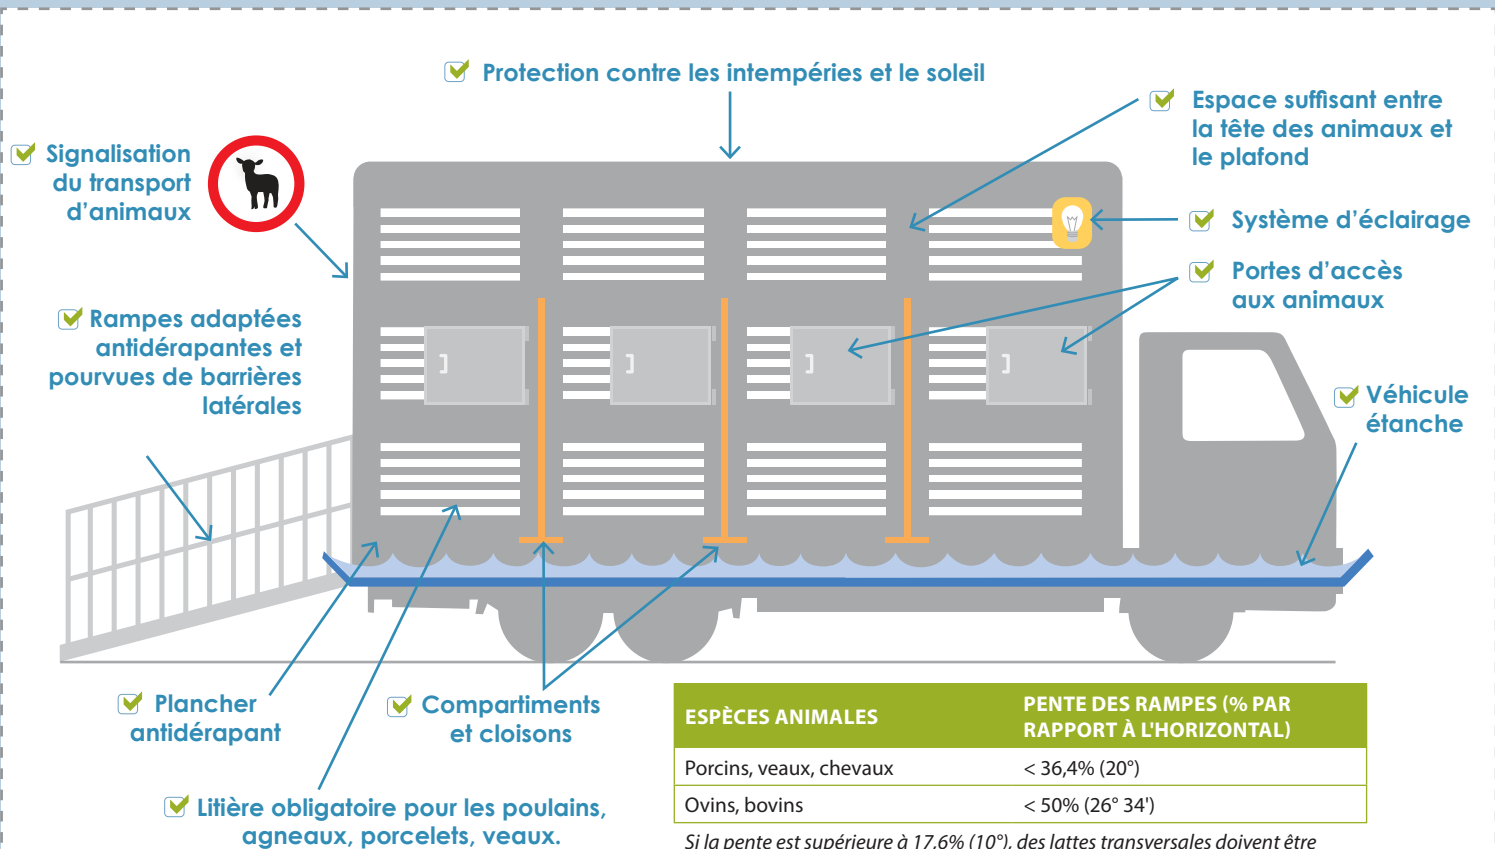 Protection contre les intempéries et le soleil
Espace suffisant entre
la tête des animaux et
le plafond
Signalisation
du transport
d'animaux
Système d'éclairage
Portes d'accès
aux animaux
Rampes adaptées
antidérapantes et
pourvues de barrières
latérales
Véhicule
étanche
Plancher
antidérapant
Compartiments
et cloisons
Litière obligatoire pour les poulains,
agneaux, porcelets, veaux.
ESPÈCES ANIMALES
PENTE DES RAMPES (% PAR
RAPPORT À L'HORIZONTAL)
Porcins, veaux, chevaux
< 36,4% (20°)
Ovins, bovins
< 50% (26° 34')
Si la pente est supérieure à 17,6% (10°), des lattes transversales doivent être